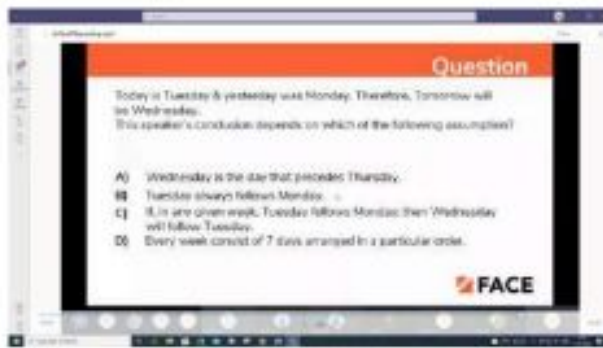 Question
Today is Tuesday & yesterday was Monday. Therefore, Tomorrow will
be Wednesday.
This speaker's conclusion depends on which of the following assumption?
A) Wednesday is the day that precedes Thursday.
B) Tuesday always follows Monday.
C) If, in any given week, Tuesday follows Monday then Wednesday
will follow Tuesday.
D) Every week consist of 7 days arranged in a particular order.
FACE